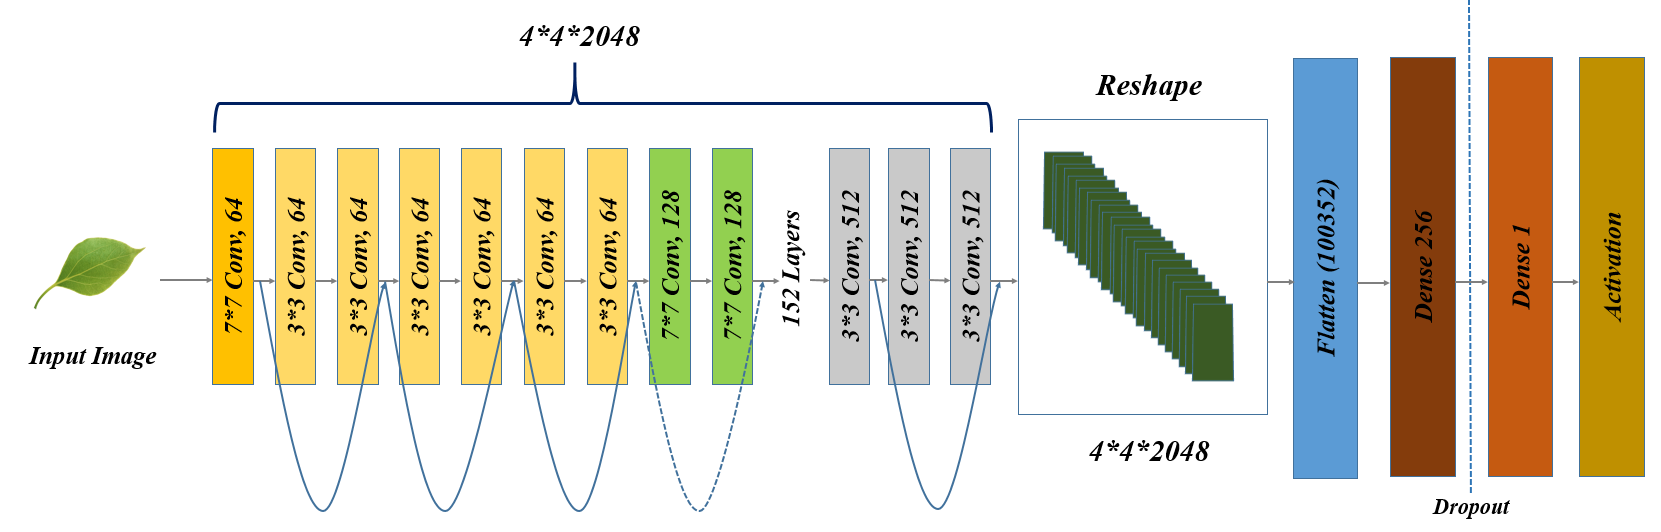 4*4*2048
Reshape
Input Image
7*7 Conv, 64
3*3 Conv, 64
3*3 Conv, 64
3*3 Conv, 64
3*3 Conv, 64
3*3 Conv, 64
3*3 Conv, 64
7*7 Conv, 128
7*7 Conv, 128
152 Layers
3*3 Conv, 512
3*3 Conv, 512
3*3 Conv, 512
4*4*2048
Flatten (100352)
Dense 256
Dropout
Dense 1
Activation